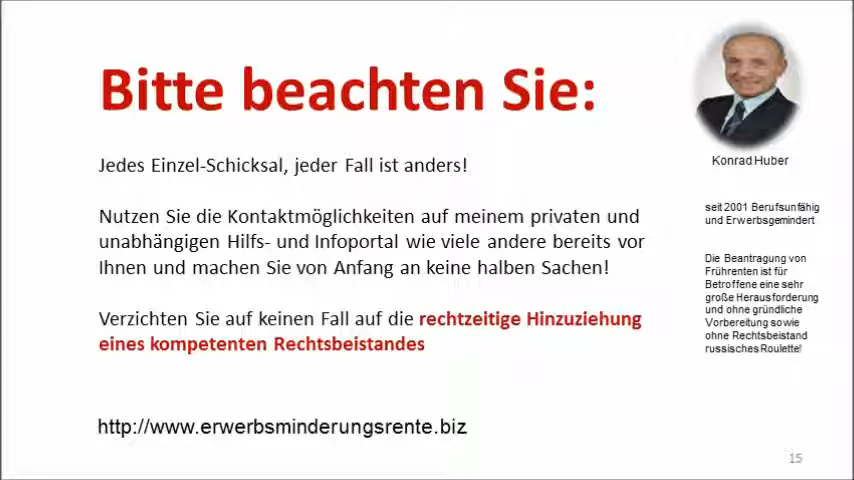 Bitte beachten Sie:
Jedes Einzel-Schicksal, jeder Fall ist anders!
Nutzen Sie die Kontaktmöglichkeiten auf meinem privaten und
unabhängigen Hilfs- und Infoportal wie viele andere bereits vor
Ihnen und machen Sie von Anfang an keine halben Sachen!
Verzichten Sie auf keinen Fall auf die rechtzeitige Hinzuziehung
eines kompetenten Rechtsbeistandes
http://www.erwerbsminderungsrente.biz
Konrad Huber
seit 2001 Berufsunfähig
und Erwerbsgemindert
Die Beantragung von
Frührenten ist für
Betroffene eine sehr
große Herausforderung
und ohne gründliche
Vorbereitung sowie
ohne Rechtsbeistand
russisches Roulette!
15